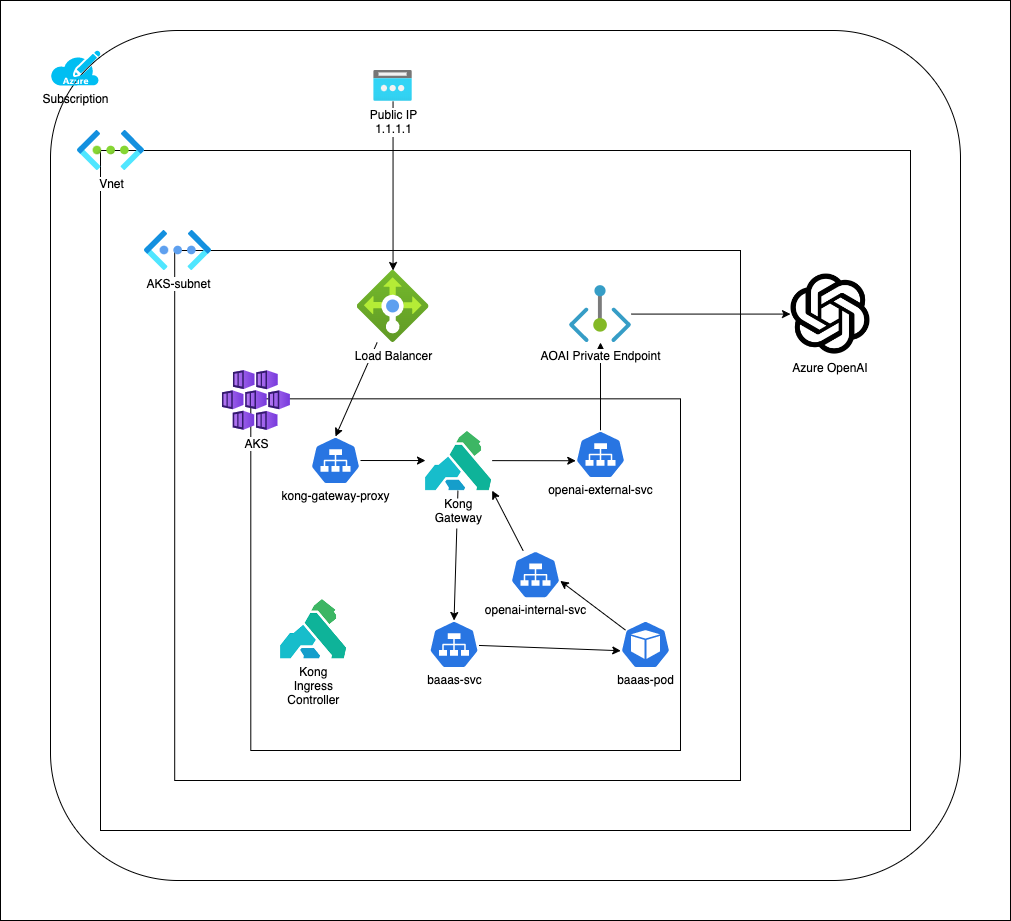 Azure
Subscription
Public IP
1.1.1.1
Vnet
AKS-subnet
Load Balancer
AOAI Private Endpoint
Azure OpenAI
AKS
kong-gateway-proxy
Kong
Gateway
openai-external-svc
openai-internal-svc
Kong
Ingress
Controller
baaas-svc
baaas-pod